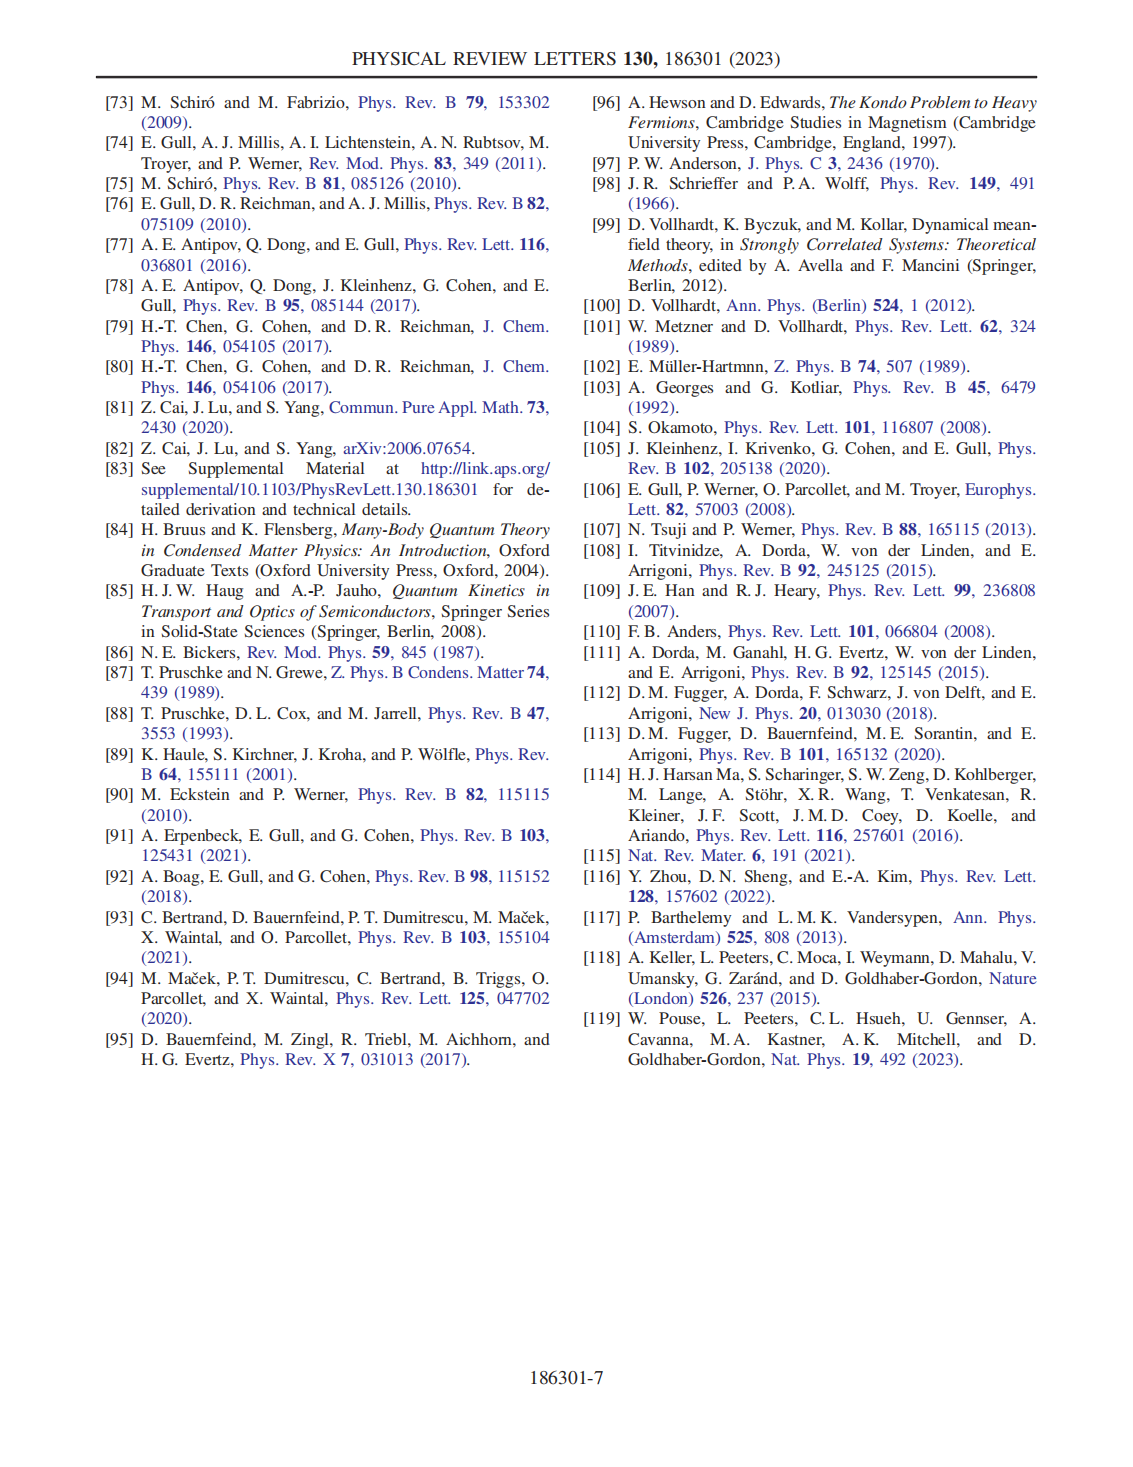 PHYSICAL REVIEW LETTERS 130, 186301 (2023)
[73] M. Schiró and M. Fabrizio, Phys. Rev. B 79, 153302
(2009).
[74] E. Gull, A. J. Millis, A. I. Lichtenstein, A. N. Rubtsov, M.
Troyer, and P. Werner, Rev. Mod. Phys. 83, 349 (2011).
[75] M. Schiró, Phys. Rev. B 81, 085126 (2010).
[76] E. Gull, D. R. Reichman, and A. J. Millis, Phys. Rev. B 82,
075109 (2010).
[77] A. E. Antipov, Q. Dong, and E. Gull, Phys. Rev. Lett. 116,
036801 (2016).
[78] A. E. Antipov, Q. Dong, J. Kleinhenz, G. Cohen, and E.
Gull, Phys. Rev. B 95, 085144 (2017).
[79] H.-T. Chen, G. Cohen, and D. R. Reichman, J. Chem.
Phys. 146, 054105 (2017).
[80] H.-T. Chen, G. Cohen, and D. R. Reichman, J. Chem.
Phys. 146, 054106 (2017).
[81] Z. Cai, J. Lu, and S. Yang, Commun. Pure Appl. Math. 73,
2430 (2020).
[82] Z. Cai, J. Lu, and S. Yang, arXiv:2006.07654.
[83] See Supplemental Material at http://link.aps.org/
supplemental/10.1103/PhysRevLett.130.186301 for de-
tailed derivation and technical details.
[84] H. Bruus and K. Flensberg, Many-Body Quantum Theory
in Condensed Matter Physics: An Introduction, Oxford
Graduate Texts (Oxford University Press, Oxford, 2004).
[85] H. J. W. Haug and A.-P. Jauho, Quantum Kinetics in
Transport and Optics of Semiconductors, Springer Series
in Solid-State Sciences (Springer, Berlin, 2008).
[86] N. E. Bickers, Rev. Mod. Phys. 59, 845 (1987).
[87] T. Pruschke and N. Grewe, Z. Phys. B Condens. Matter 74,
439 (1989).
[88] T. Pruschke, D. L. Cox, and M. Jarrell, Phys. Rev. B 47,
3553 (1993).
[89] K. Haule, S. Kirchner, J. Kroha, and P. Wölfle, Phys. Rev.
B 64, 155111 (2001).
[90] M. Eckstein and P. Werner, Phys. Rev. B 82, 115115
(2010).
[91] A. Erpenbeck, E. Gull, and G. Cohen, Phys. Rev. B 103,
125431 (2021).
[92] A. Boag, E. Gull, and G. Cohen, Phys. Rev. B 98, 115152
(2018).
[93] C. Bertrand, D. Bauernfeind, P. T. Dumitrescu, M. Maček,
X. Waintal, and O. Parcollet, Phys. Rev. B 103, 155104
(2021).
[94] M. Maček, P. T. Dumitrescu, C. Bertrand, B. Triggs, O.
Parcollet, and X. Waintal, Phys. Rev. Lett. 125, 047702
(2020).
[95] D. Bauernfeind, M. Zingl, R. Triebl, M. Aichhorn, and
H. G. Evertz, Phys. Rev. X 7, 031013 (2017).
[96] A. Hewson and D. Edwards, The Kondo Problem to Heavy
Fermions, Cambridge Studies in Magnetism (Cambridge
University Press, Cambridge, England, 1997).
[97] P. W. Anderson, J. Phys. C 3, 2436 (1970).
[98] J. R. Schrieffer and P. A. Wolff, Phys. Rev. 149, 491
(1966).
[99] D. Vollhardt, K. Byczuk, and M. Kollar, Dynamical mean-
field theory, in Strongly Correlated Systems: Theoretical
Methods, edited by A. Avella and F. Mancini (Springer,
Berlin, 2012).
[100] D. Vollhardt, Ann. Phys. (Berlin) 524, 1 (2012).
[101] W. Metzner and D. Vollhardt, Phys. Rev. Lett. 62, 324
(1989).
[102] E. Müller-Hartmnn, Z. Phys. B 74, 507 (1989).
[103] A. Georges and G. Kotliar, Phys. Rev. B 45, 6479
(1992).
[104] S. Okamoto, Phys. Rev. Lett. 101, 116807 (2008).
[105] J. Kleinhenz, I. Krivenko, G. Cohen, and E. Gull, Phys.
Rev. B 102, 205138 (2020).
[106] E. Gull, P. Werner, O. Parcollet, and M. Troyer, Europhys.
Lett. 82, 57003 (2008).
[107] N. Tsuji and P. Werner, Phys. Rev. B 88, 165115 (2013).
[108] I. Titvinidze, A. Dorda, W. von der Linden, and E.
Arrigoni, Phys. Rev. B 92, 245125 (2015).
[109] J. E. Han and R. J. Heary, Phys. Rev. Lett. 99, 236808
(2007).
[110] F. B. Anders, Phys. Rev. Lett. 101, 066804 (2008).
[111] A. Dorda, M. Ganahl, H. G. Evertz, W. von der Linden,
and E. Arrigoni, Phys. Rev. B 92, 125145 (2015).
[112] D. M. Fugger, A. Dorda, F. Schwarz, J. von Delft, and E.
Arrigoni, New J. Phys. 20, 013030 (2018).
[113] D. M. Fugger, D. Bauernfeind, M. E. Sorantin, and E.
Arrigoni, Phys. Rev. B 101, 165132 (2020).
[114] H. J. Harsan Ma, S. Scharinger, S. W. Zeng, D. Kohlberger,
M. Lange, A. Stöhr, X. R. Wang, T. Venkatesan, R.
Kleiner, J. F. Scott, J. M. D. Coey, D. Koelle, and
Ariando, Phys. Rev. Lett. 116, 257601 (2016).
[115] Nat. Rev. Mater. 6, 191 (2021).
[116] Y. Zhou, D. N. Sheng, and E.-A. Kim, Phys. Rev. Lett.
128, 157602 (2022).
[117] P. Barthelemy and L. M. K. Vandersypen, Ann. Phys.
(Amsterdam) 525, 808 (2013).
[118] A. Keller, L. Peeters, C. Moca, I. Weymann, D. Mahalu, V.
Umansky, G. Zaránd, and D. Goldhaber-Gordon, Nature
(London) 526, 237 (2015).
[119] W. Pouse, L. Peeters, C. L. Hsueh, U. Gennser, A.
Cavanna, M. A. Kastner, A. K. Mitchell, and D.
Goldhaber-Gordon, Nat. Phys. 19, 492 (2023).
186301-7